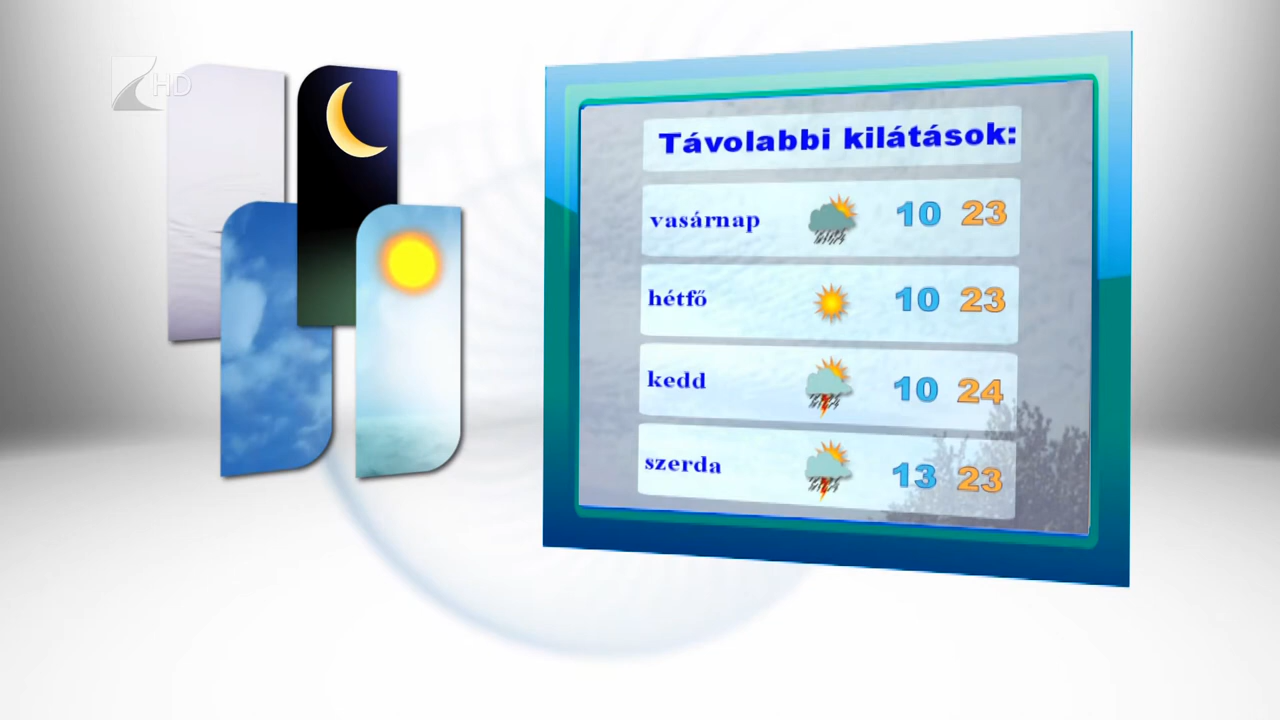 HD
Távolabbi kilátások:
vasárnap 10 23
hétfő 10 23
kedd 10 24
szerda 13 23